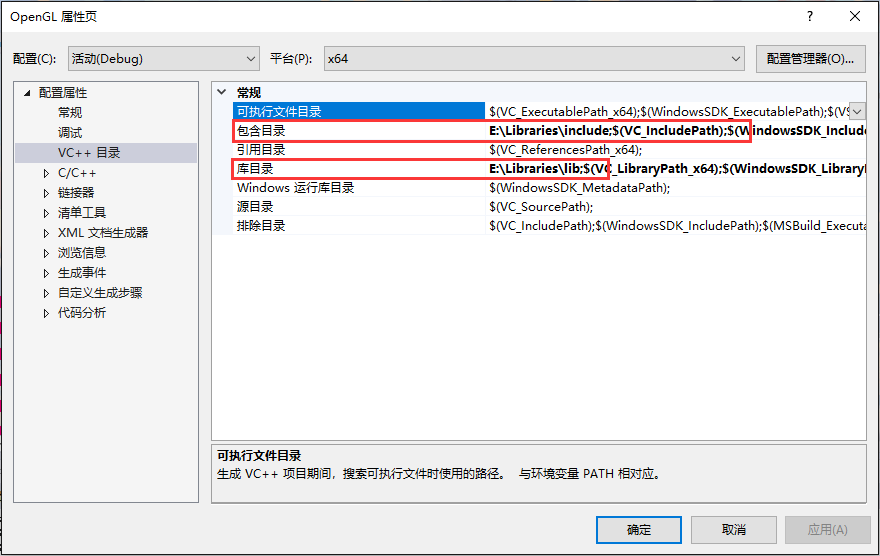 OpenGL 属性页
配置(C): 活动(Debug) 平台(P): x64 配置管理器(O)...
配置属性
常规
调试
VC++ 目录
C/C++
链接器
清单工具
XML 文档生成器
浏览信息
生成事件
自定义生成步骤
代码分析
常规
可执行文件目录 $(VC_ExecutablePath_x64);$(WindowsSDK_ExecutablePath);$(VS
包含目录 E:\Libraries\include;$(VC_IncludePath);$(WindowsSDK_Include
引用目录 $(VC_ReferencesPath_x64);
库目录 E:\Libraries\lib;$(VC_LibraryPath_x64);$(WindowsSDK_Library
Windows 运行库目录 $(WindowsSDK_MetadataPath);
源目录 $(VC_SourcePath);
排除目录 $(VC_IncludePath);$(WindowsSDK_IncludePath);$(MSBuild_Executa
可执行文件目录
生成 VC++ 项目期间，搜索可执行文件时使用的路径。 与环境变量 PATH 相对应。
确定 取消 应用(A)